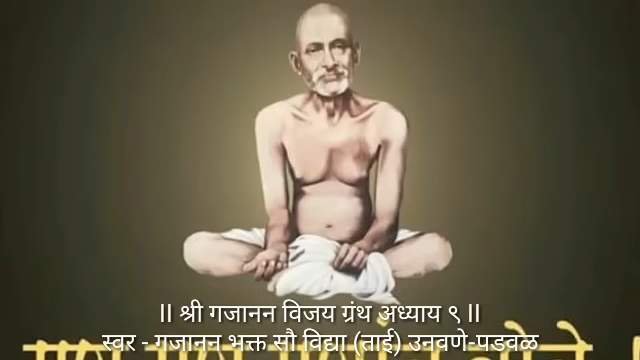 || श्री गजानन विजय ग्रंथ अध्याय ९ ||
स्वर - गजानन भक्त सौ विद्या (ताई) उनवणे-पडवळ